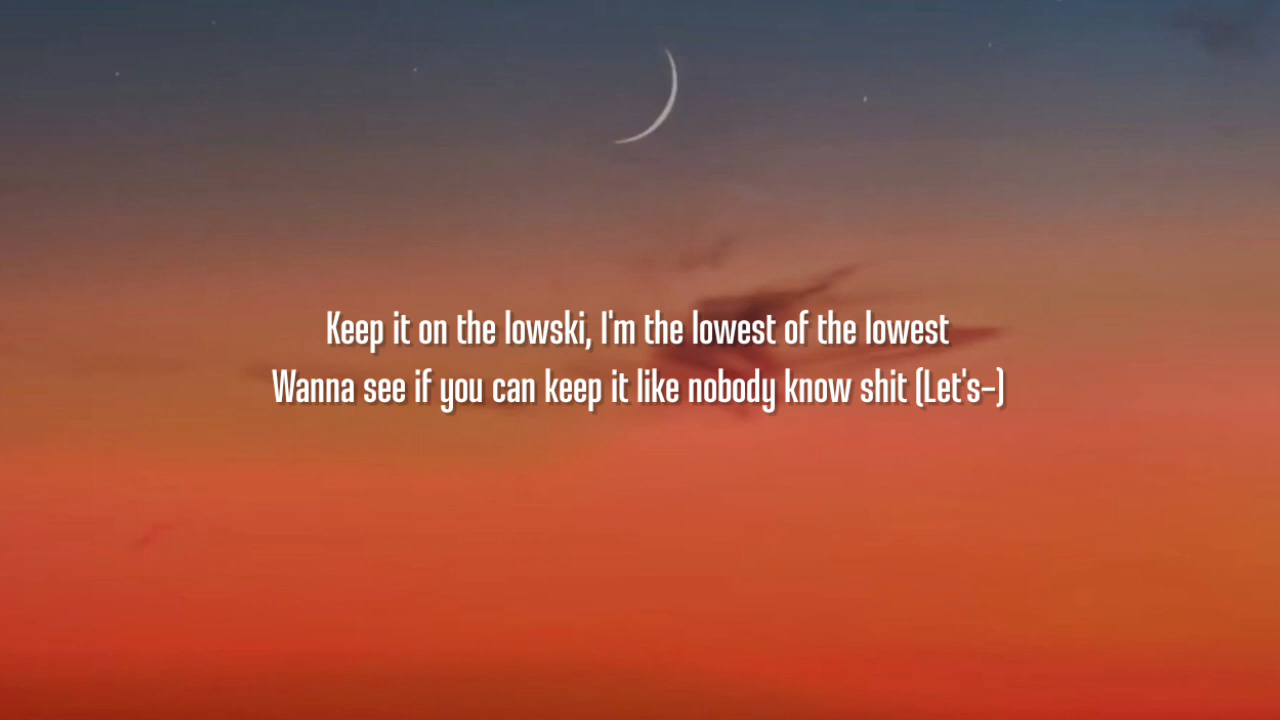 Keep it on the lowski, I'm the lowest of the lowest
Wanna see if you can keep it like nobody know shit (Let's-)